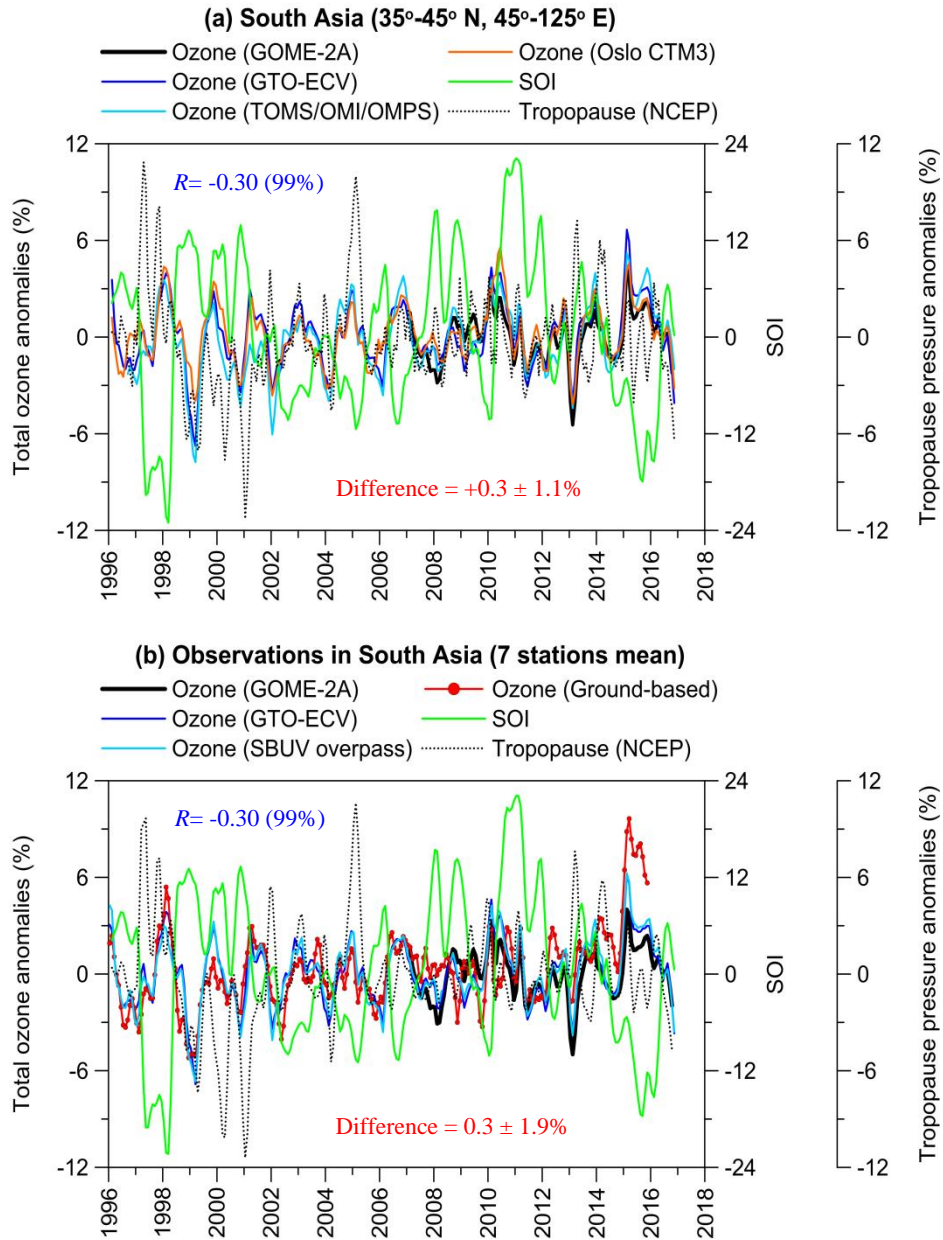 (a) South Asia (35º-45º N, 45º-125º E)
Ozone (GOME-2A) Ozone (Oslo CTM3)
Ozone (GTO-ECV) SOI
Ozone (TOMS/OMI/OMPS) Tropopause (NCEP)
12 24 12
R= -0.30 (99%)
6 12 6
0 0 0
-6 -12 -6
Difference = +0.3 ± 1.1%
-12 -24 -12
Total ozone anomalies (%)
SOI
Tropopause pressure anomalies (%)
1996 1998 2000 2002 2004 2006 2008 2010 2012 2014 2016 2018
(b) Observations in South Asia (7 stations mean)
Ozone (GOME-2A) Ozone (Ground-based)
Ozone (GTO-ECV) SOI
Ozone (SBUV overpass) Tropopause (NCEP)
12 24 12
R= -0.30 (99%)
6 12 6
0 0 0
-6 -12 -6
Difference = 0.3 ± 1.9%
-12 -24 -12
Total ozone anomalies (%)
SOI
Tropopause pressure anomalies (%)
1996 1998 2000 2002 2004 2006 2008 2010 2012 2014 2016 2018